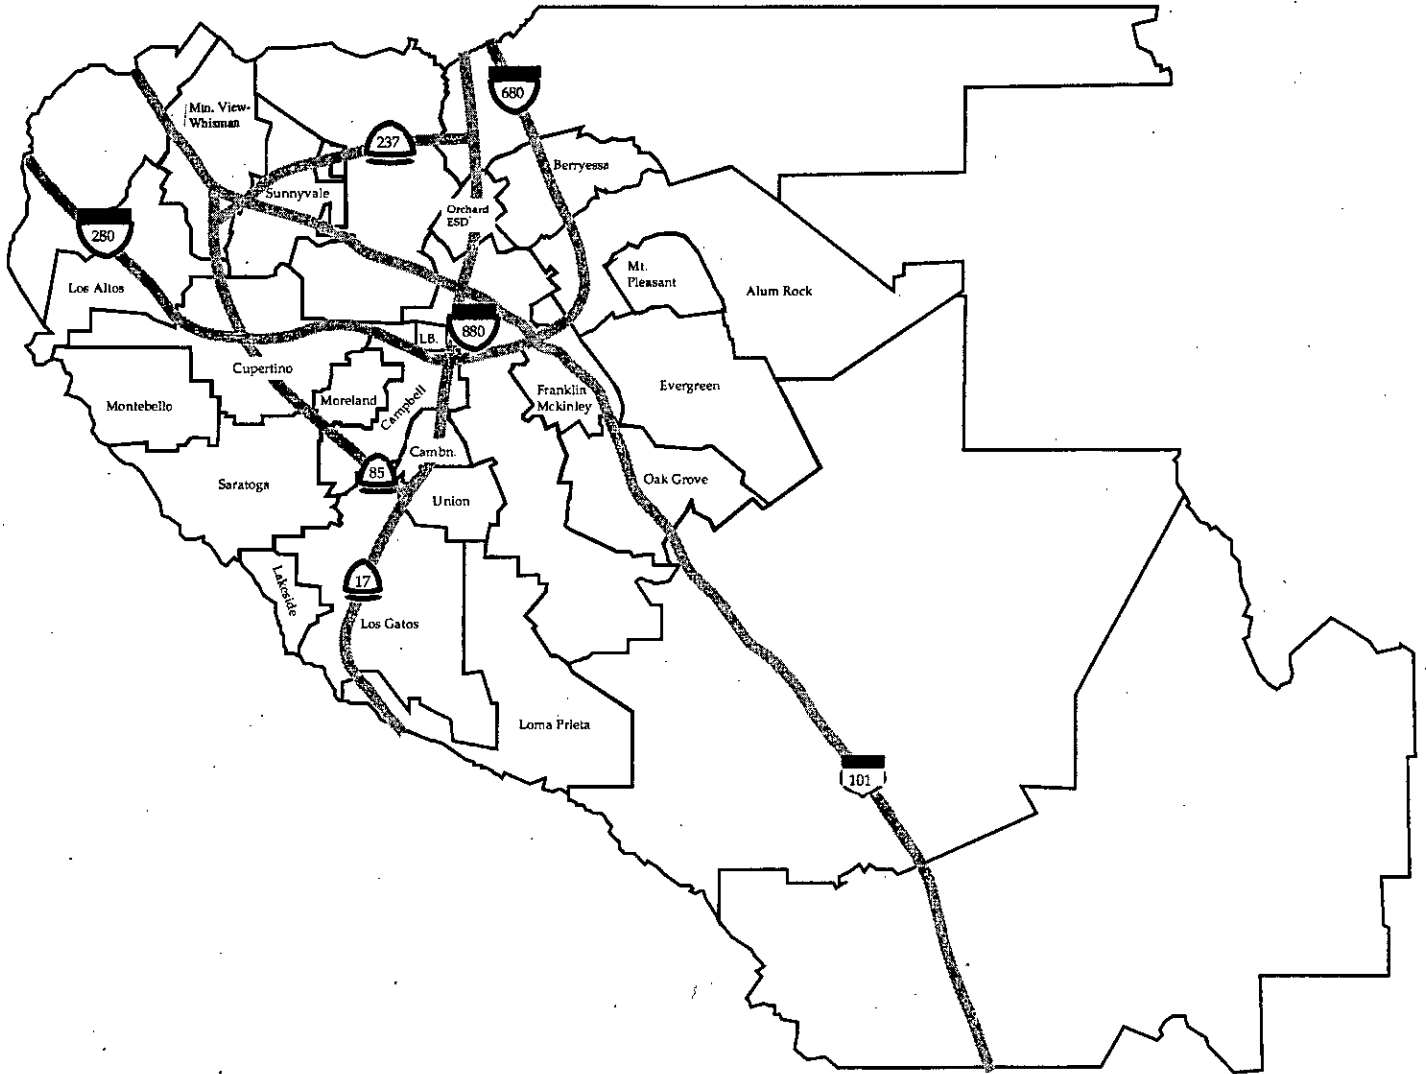 680
Mtn. View-
Whisman
237
Berryessa
Sunnyvale
Orchard
ESD
280
Mt.
Pleasant
Los Altos
Alum Rock
LB.
880
Cupertino
Evergreen
Moreland
Campbell
Franklin
Mckinley
Montebello
Cambn.
85
Saratoga
Oak Grove
Union
Lakeside
17
Los Gatos
Loma Prieta
101